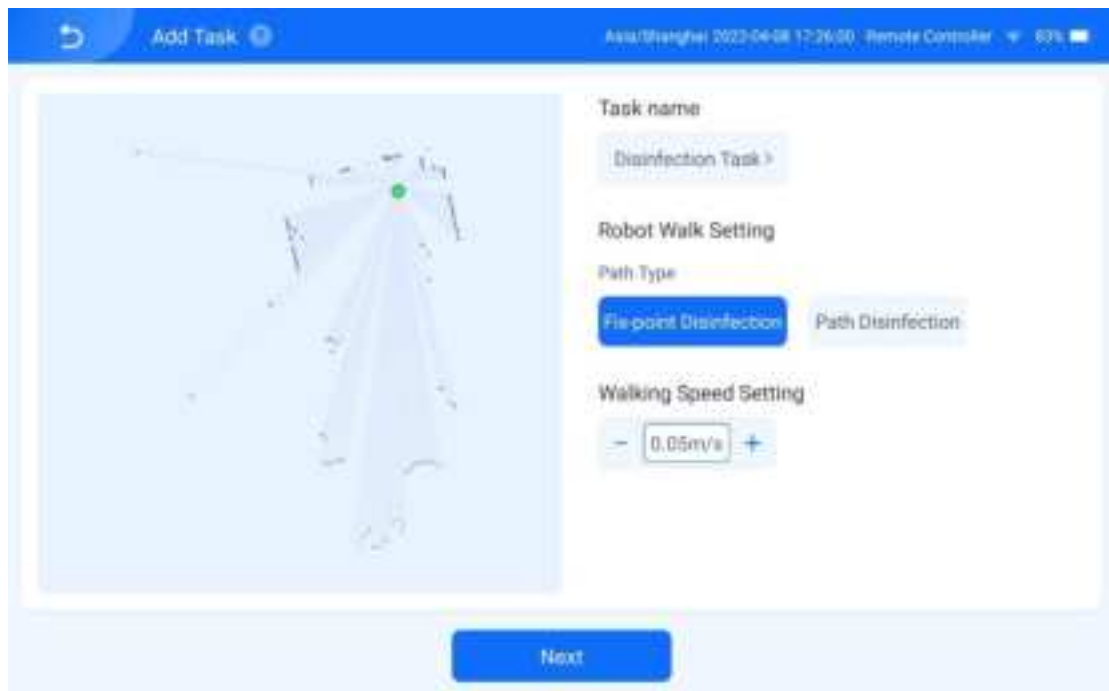 Add Task
Asia/Shanghai 2022-04-08 17:26:00 Remote Controller 83%
Task name
Disinfection Task >
Robot Walk Setting
Path Type
Fix-point Disinfection Path Disinfection
Walking Speed Setting
- 0.05m/s +
Next